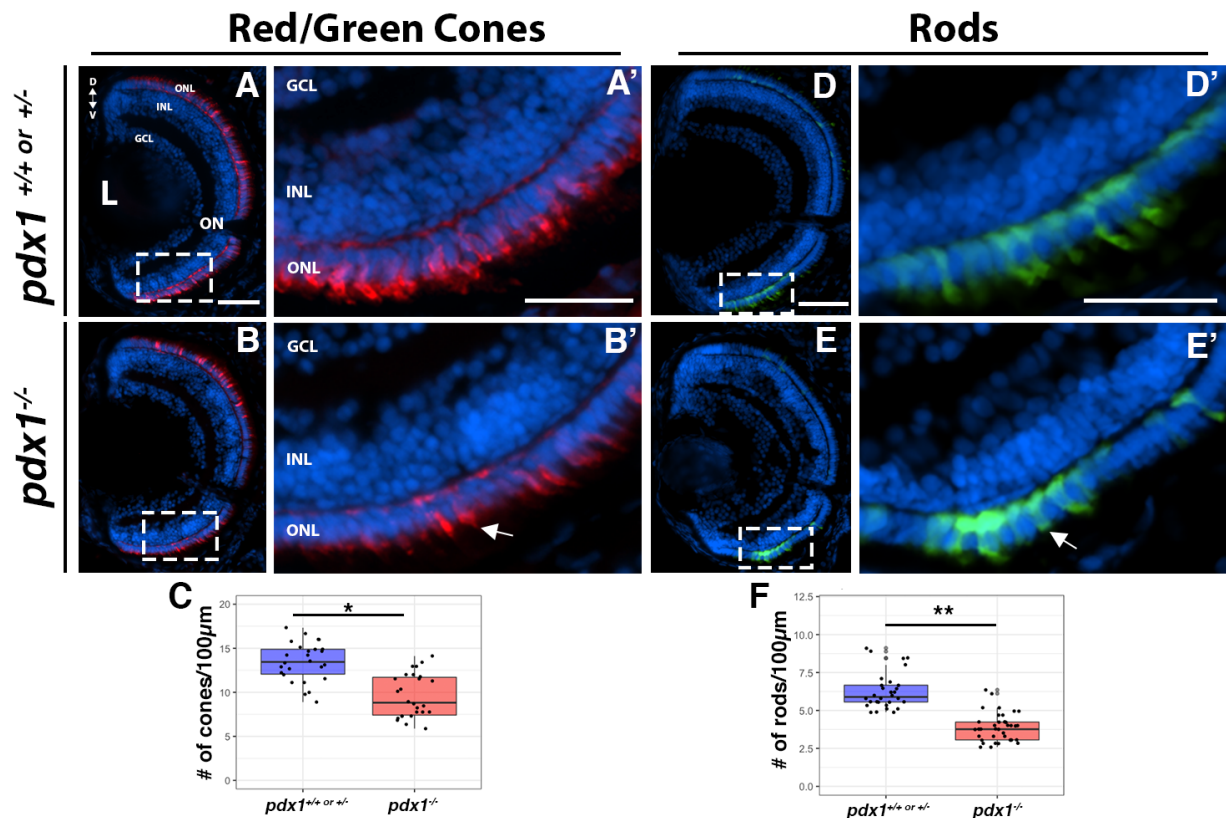 Red/Green Cones
Rods
pdx1 +/+ or +/-
A
D
V
ONL
INL
GCL
L
ON
A’
GCL
INL
ONL
D
D’
pdx1-/-
B
B’
GCL
INL
ONL
E
E’
C
# of cones/100µm
20
15
10
5
0
*
pdx1+/+ or +/-
pdx1-/-
F
# of rods/100µm
12.5
10.0
7.5
5.0
2.5
0.0
**
pdx1+/+ or +/-
pdx1-/-